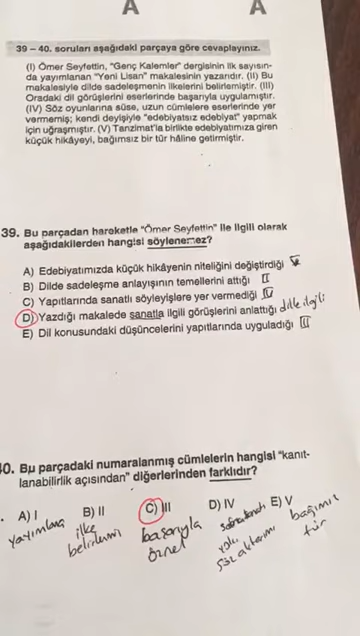 A A
39 – 40. soruları aşağıdaki parçaya göre cevaplayınız.
(I) Ömer Seyfettin, "Genç Kalemler" dergisinin ilk sayısın-
da yayımlanan "Yeni Lisan" makalesinin yazarıdır. (II) Bu
makalesiyle dilde sadeleşmenin ilkelerini belirlemiştir. (III)
Oradaki dil görüşlerini eserlerinde başarıyla uygulamıştır.
(IV) Söz oyunlarına süse, uzun cümlelere eserlerinde yer
vermemiş; kendi deyişiyle "edebiyatsız edebiyat" yapmak
için uğraşmıştır. (V) Tanzimat'la birlikte edebiyatımıza giren
küçük hikâyeyi, bağımsız bir tür hâline getirmiştir.
39. Bu parçadan hareketle "Ömer Seyfettin" ile ilgili olarak
aşağıdakilerden hangisi söylenemez?
A) Edebiyatımızda küçük hikâyenin niteliğini değiştirdiği V
B) Dilde sadeleşme anlayışının temellerini attığı II
C) Yapıtlarında sanatlı söyleyişlere yer vermediği IV
D) Yazdığı makalede sanatla ilgili görüşlerini anlattığı dille ilgili
E) Dil konusundaki düşüncelerini yapıtlarında uyguladığı III
40. Bu parçadaki numaralanmış cümlelerin hangisi "kanıt-
lanabilirlik açısından" diğerlerinden farklıdır?
A) I B) II C) III D) IV E) V
yayımlanış ilke başarıyla bağımsız
öznel tür